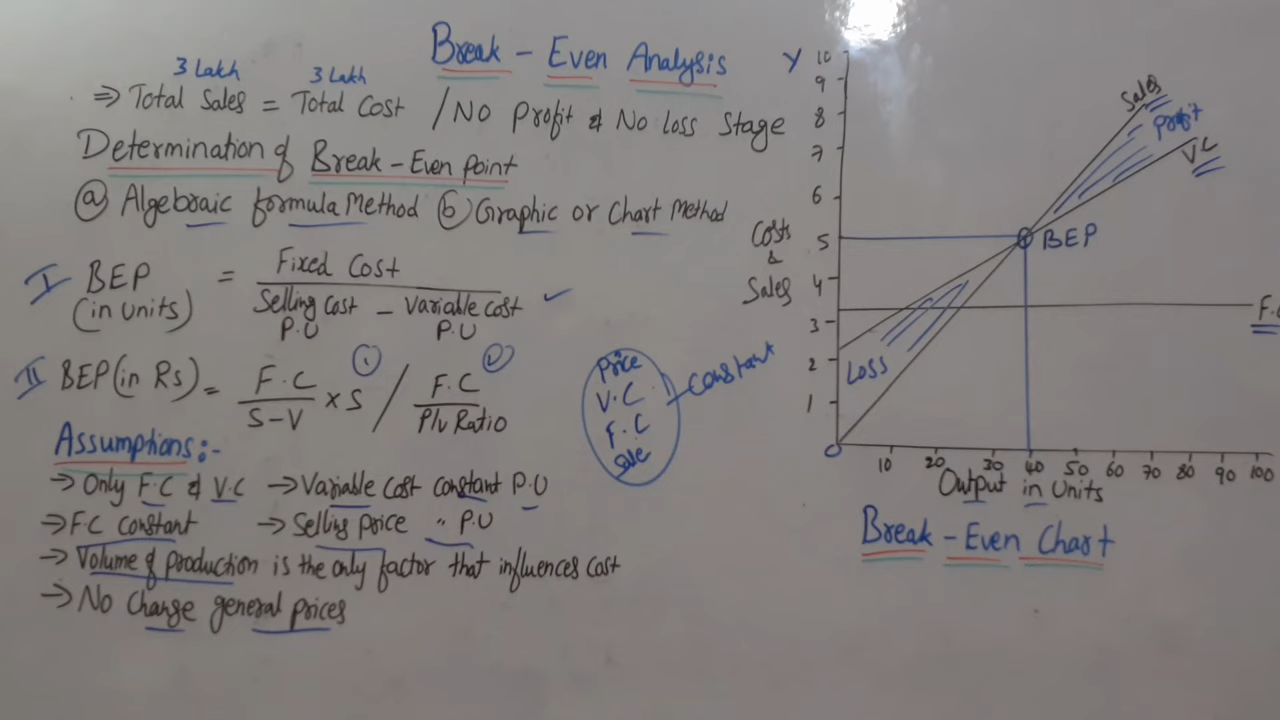 Break - Even Analysis
3 Lakh 3 Lakh
⇒ Total Sales = Total Cost / No Profit & No Loss Stage
Determination of Break - Even Point
ⓐ Algebraic formula Method ⓑ Graphic or Chart Method
I BEP (in units) = Fixed Cost / Selling Cost P.U - Variable Cost P.U ✓
II BEP (in Rs) = F.C / S-V × S ① / F.C / P/v Ratio ②
Price
V.C
F.C
Sale
Constant
Assumptions:-
→ Only F.C & V.C → Variable cost constant P.U
→ F.C constant → Selling price " P.U
→ Volume of production is the only factor that influences cost
→ No Change general prices
Y 10
9
8
7
6
5
4
3
2
1
0
Costs & Sales
Sales
Profit
V.C
BEP
F.C
Loss
10 20 30 40 50 60 70 80 90 100
Output in Units
Break - Even Chart